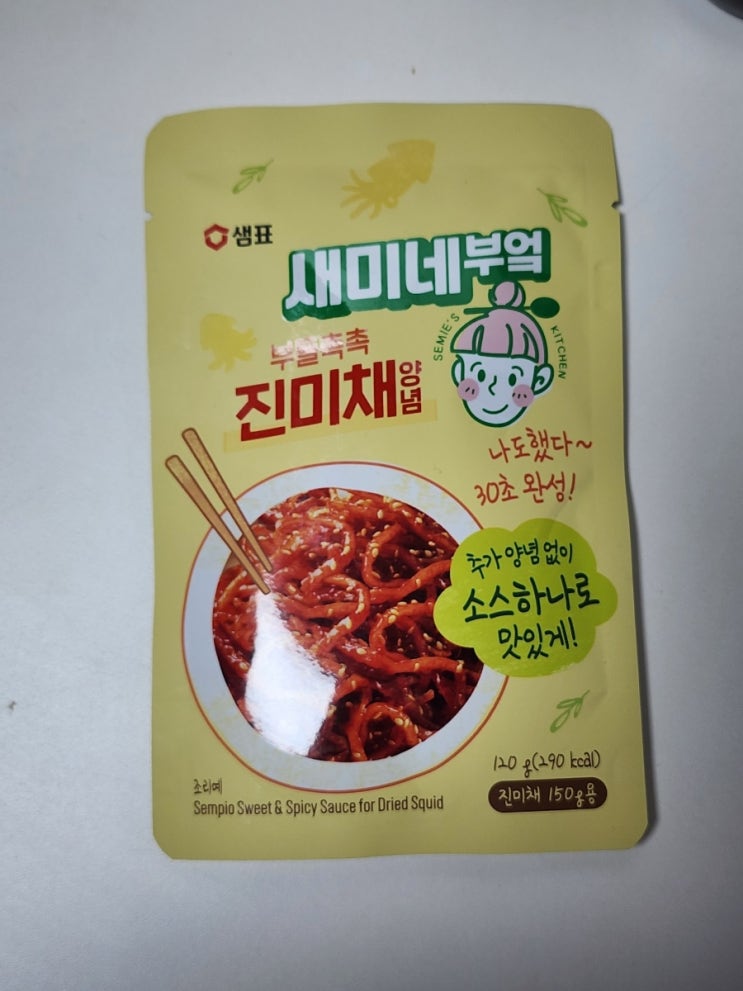 샘표
새미네부엌
SEMIE'S KITCHEN
부들촉촉
진미채양념
나도했다~
30초 완성!
추가 양념 없이
소스하나로
맛있게!
120 g (290 kcal)
진미채 150g용
조리예
Sempio Sweet & Spicy Sauce for Dried Squid